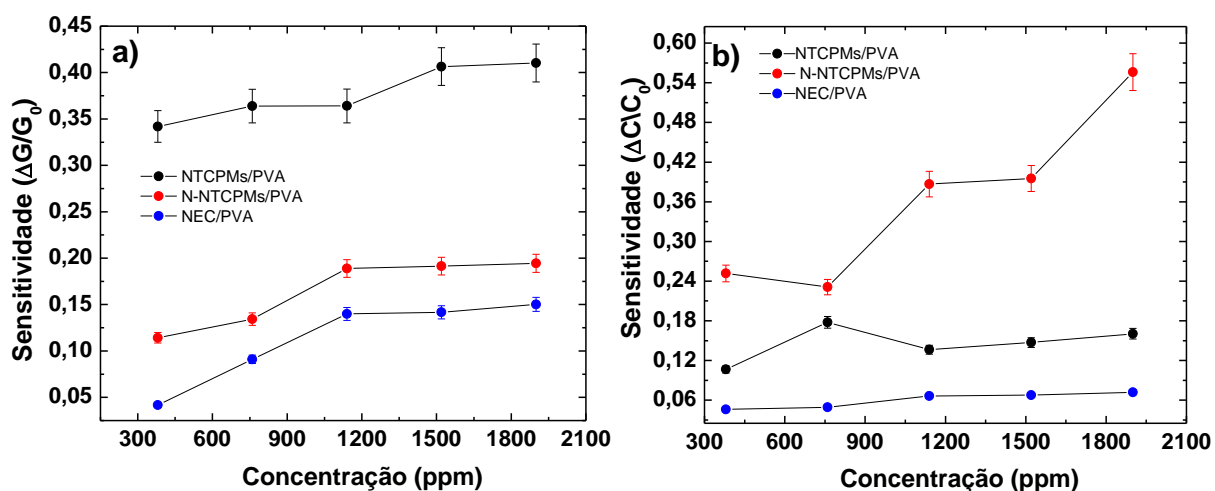 a)
0,45
0,40
0,35
0,30
0,25
0,20
0,15
0,10
0,05
Sensitividade (ΔG/G₀)
NTCPMs/PVA
N-NTCPMs/PVA
NEC/PVA
300 600 900 1200 1500 1800 2100
Concentração (ppm)
b)
0,60
0,54
0,48
0,42
0,36
0,30
0,24
0,18
0,12
0,06
Sensitividade (ΔC\C₀)
NTCPMs/PVA
N-NTCPMs/PVA
NEC/PVA
300 600 900 1200 1500 1800 2100
Concentração (ppm)